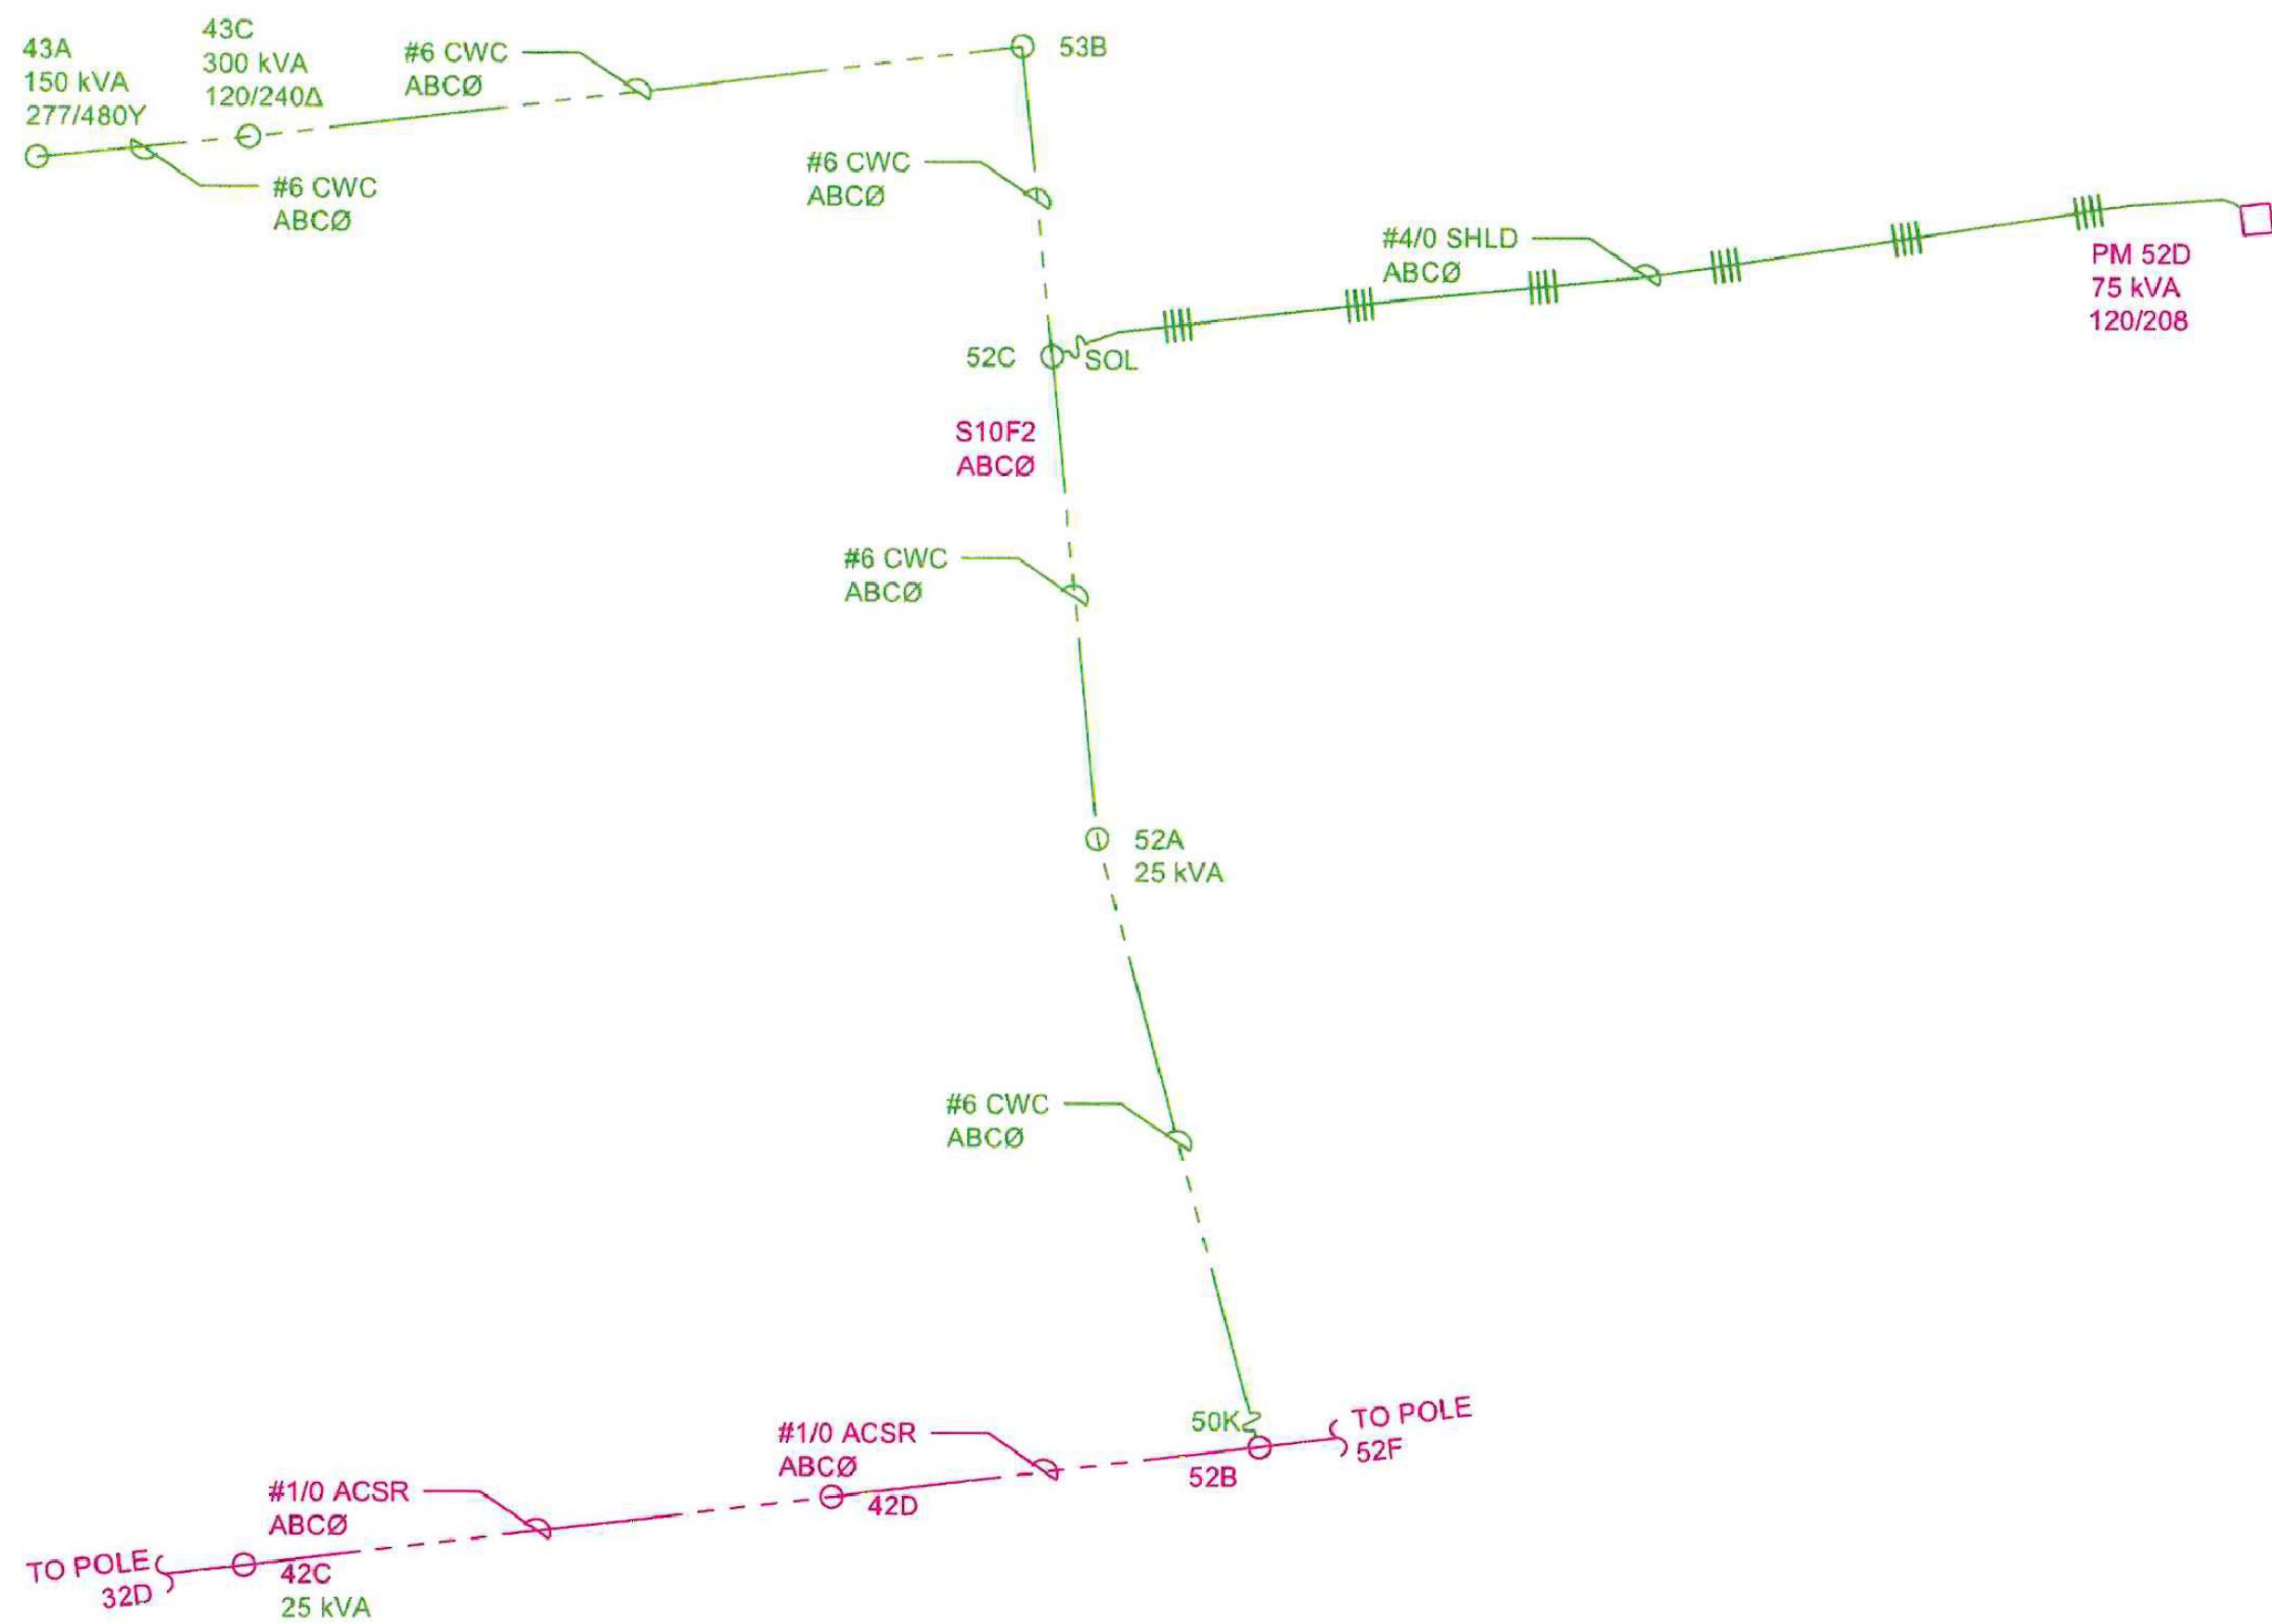 43A
150 kVA
277/480Y
43C
300 kVA
120/240Δ
#6 CWC
ABCØ
53B
#6 CWC
ABCØ
#6 CWC
ABCØ
#4/0 SHLD
ABCØ
PM 52D
75 kVA
120/208
52C
SOL
S10F2
ABCØ
#6 CWC
ABCØ
52A
25 kVA
#6 CWC
ABCØ
50K
TO POLE
52F
52B
#1/0 ACSR
ABCØ
42D
#1/0 ACSR
ABCØ
TO POLE
32D
42C
25 kVA